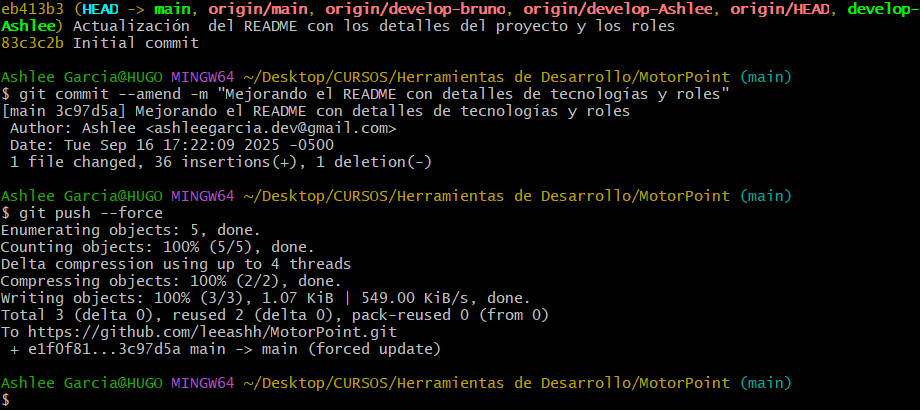 eb413b3 (HEAD -> main, origin/main, origin/develop-bruno, origin/develop-Ashlee, origin/HEAD, develop-
Ashlee) Actualización  del README con los detalles del proyecto y los roles
83c3c2b Initial commit
Ashlee Garcia@HUGO MINGW64 ~/Desktop/CURSOS/Herramientas de Desarrollo/MotorPoint (main)
$ git commit --amend -m "Mejorando el README con detalles de tecnologías y roles"
[main 3c97d5a] Mejorando el README con detalles de tecnologías y roles
 Author: Ashlee <ashleegarcia.dev@gmail.com>
 Date: Tue Sep 16 17:22:09 2025 -0500
 1 file changed, 36 insertions(+), 1 deletion(-)
Ashlee Garcia@HUGO MINGW64 ~/Desktop/CURSOS/Herramientas de Desarrollo/MotorPoint (main)
$ git push --force
Enumerating objects: 5, done.
Counting objects: 100% (5/5), done.
Delta compression using up to 4 threads
Compressing objects: 100% (2/2), done.
Writing objects: 100% (3/3), 1.07 KiB | 549.00 KiB/s, done.
Total 3 (delta 0), reused 2 (delta 0), pack-reused 0 (from 0)
To https://github.com/leeashh/MotorPoint.git
 + e1f0f81...3c97d5a main -> main (forced update)
Ashlee Garcia@HUGO MINGW64 ~/Desktop/CURSOS/Herramientas de Desarrollo/MotorPoint (main)
$